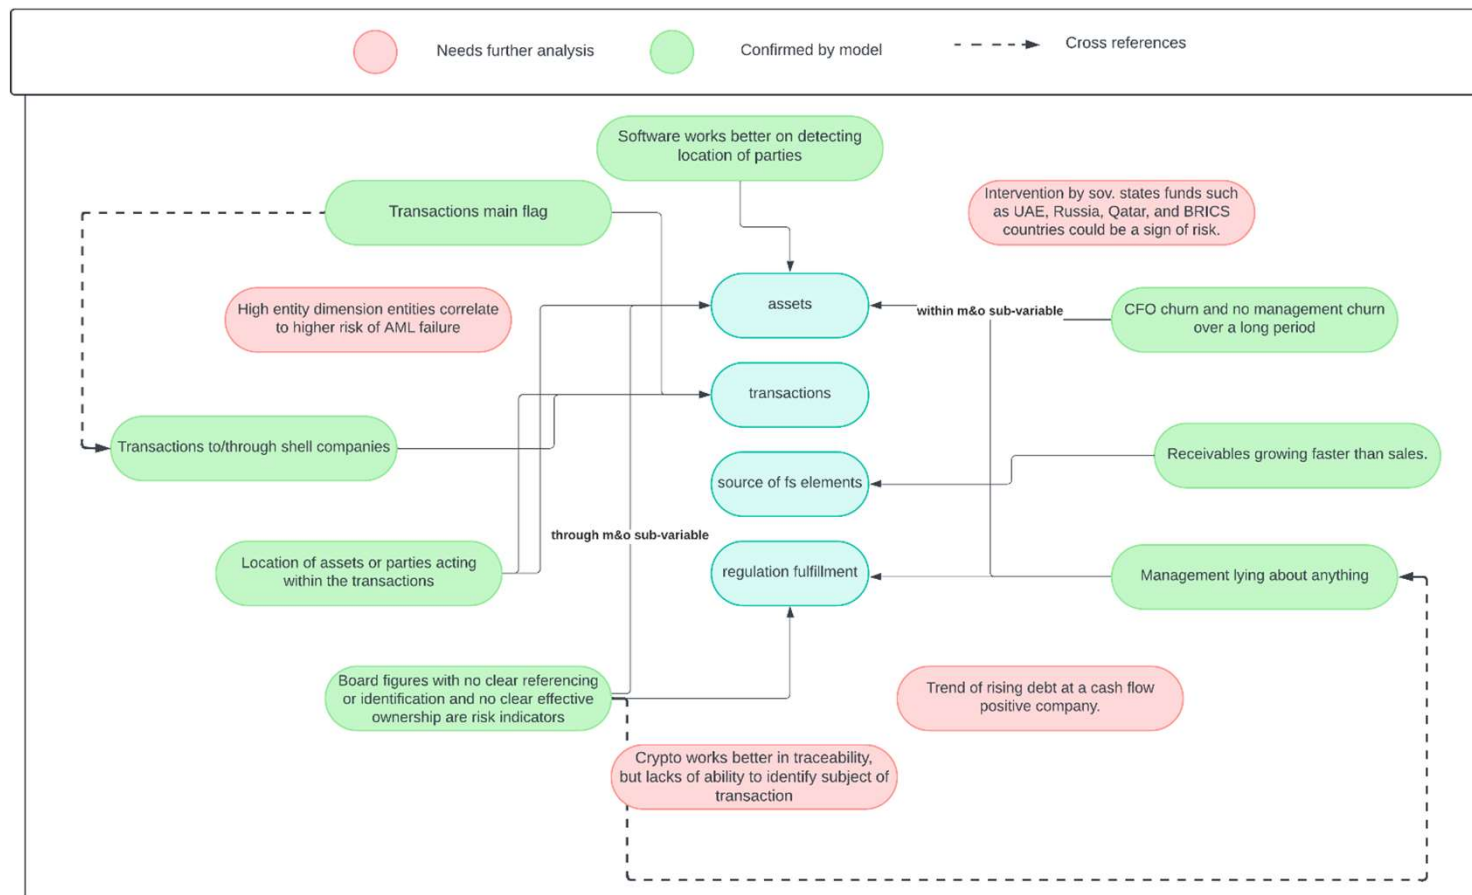 Needs further analysis
Confirmed by model
Cross references
Software works better on detecting
location of parties
Transactions main flag
Intervention by sov. states funds such
as UAE, Russia, Qatar, and BRICS
countries could be a sign of risk.
High entity dimension entities correlate
to higher risk of AML failure
assets
within m&o sub-variable
CFO churn and no management churn
over a long period
transactions
Transactions to/through shell companies
Receivables growing faster than sales.
source of fs elements
through m&o sub-variable
Location of assets or parties acting
within the transactions
regulation fulfillment
Management lying about anything
Board figures with no clear referencing
or identification and no clear effective
ownership are risk indicators
Trend of rising debt at a cash flow
positive company.
Crypto works better in traceability,
but lacks of ability to identify subject of
transaction